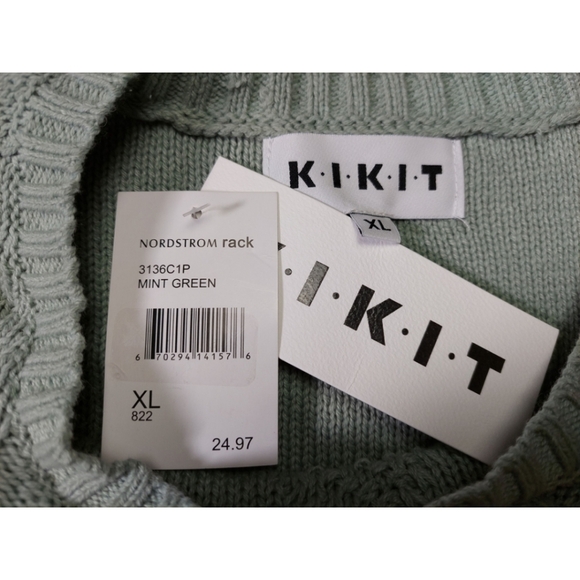 K·I·K·I·T
XL
NORDSTROM rack
3136C1P
MINT GREEN
6 70294 14157 6
XL
822
24.97
K·I·K·I·T